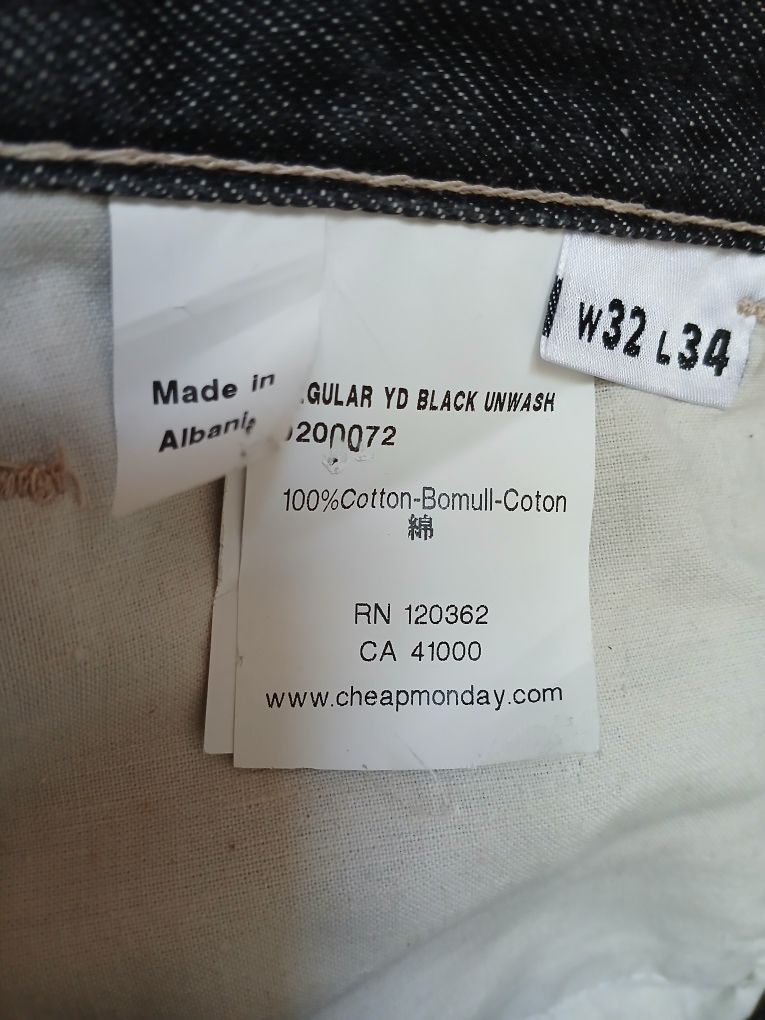 Made in
Albania
GULAR YD BLACK UNWASH
200072
100%Cotton-Bomull-Coton
綿
RN 120362
CA 41000
www.cheapmonday.com
W32 L34